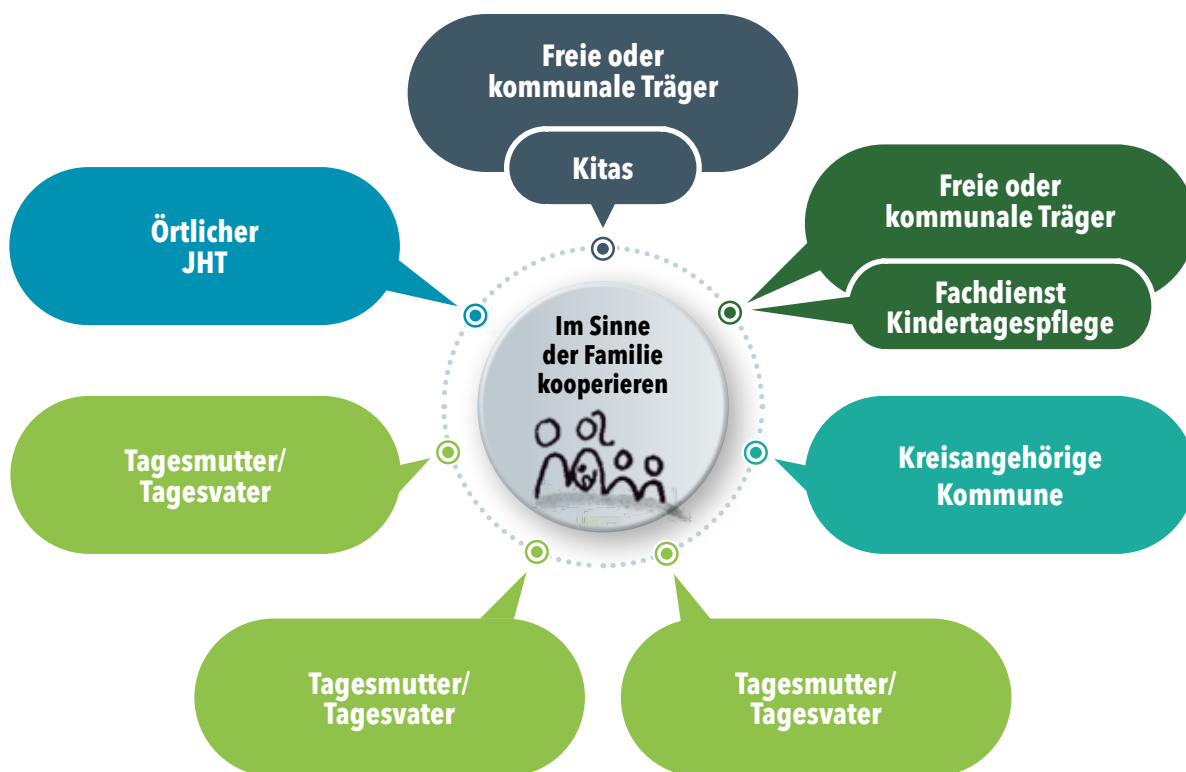 Freie oder
kommunale Träger
Kitas
Freie oder
kommunale Träger
Fachdienst
Kindertagespflege
Örtlicher
JHT
Im Sinne
der Familie
kooperieren
Tagesmutter/
Tagesvater
Kreisangehörige
Kommune
Tagesmutter/
Tagesvater
Tagesmutter/
Tagesvater